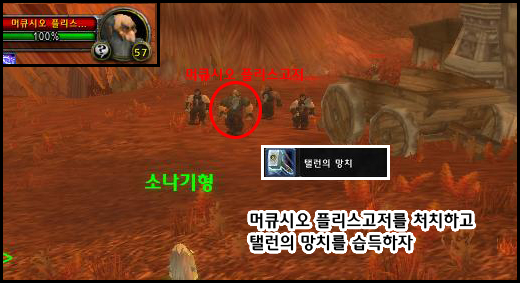 머큐시오 플리스...
100%
57
머큐시오 플리스고저...
탤런의 망치
소나기형
머큐시오 플리스고저를 처치하고
탤런의 망치를 습득하자
>